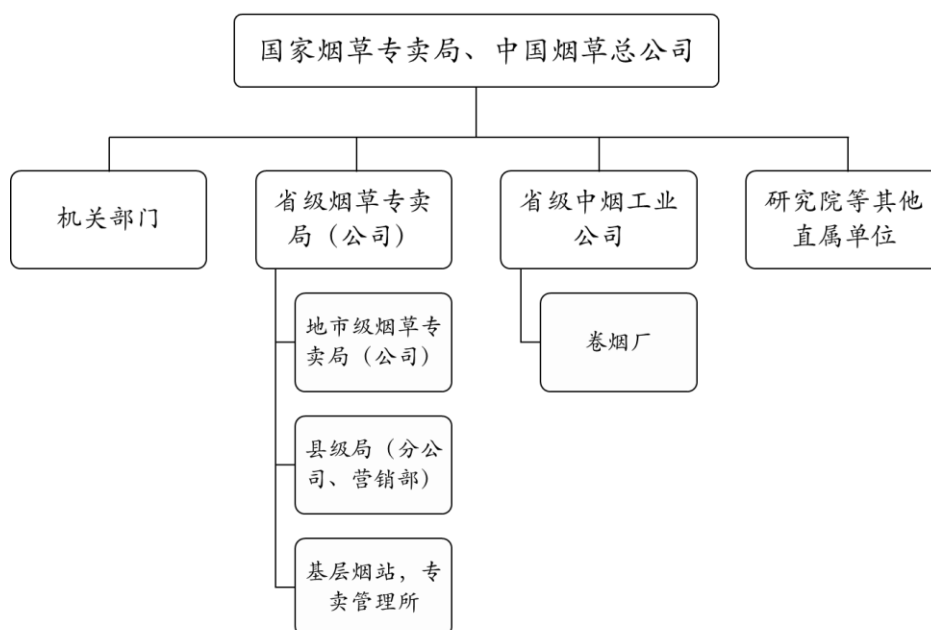 国家烟草专卖局、中国烟草总公司
机关部门
省级烟草专卖
局（公司）
省级中烟工业
公司
研究院等其他
直属单位
地市级烟草专
卖局（公司）
卷烟厂
县级局（分公
司、营销部）
基层烟站，专
卖管理所